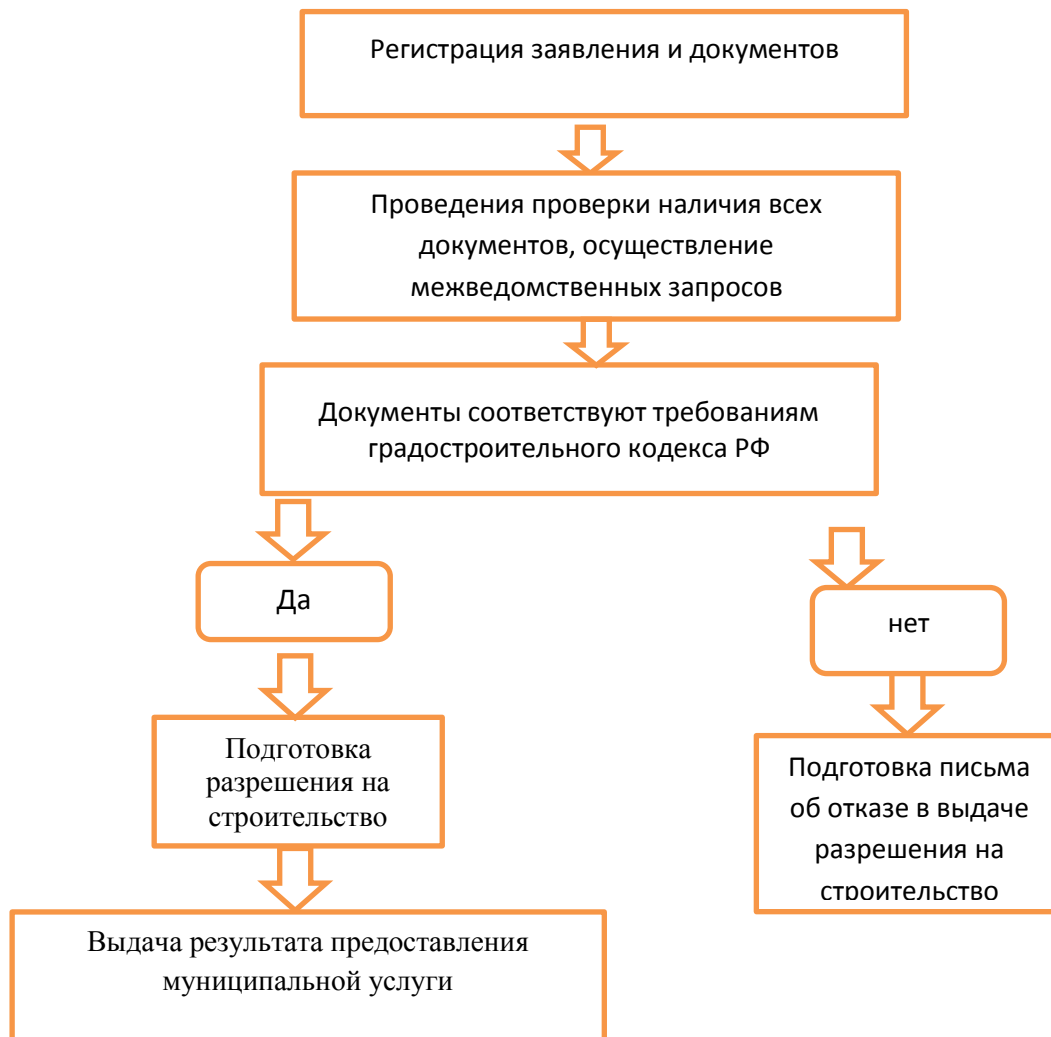 Регистрация заявления и документов
Проведения проверки наличия всех
документов, осуществление
межведомственных запросов
Документы соответствуют требованиям
градостроительного кодекса РФ
Да
нет
Подготовка
разрешения на
строительство
Подготовка письма
об отказе в выдаче
разрешения на
строительство
Выдача результата предоставления
муниципальной услуги